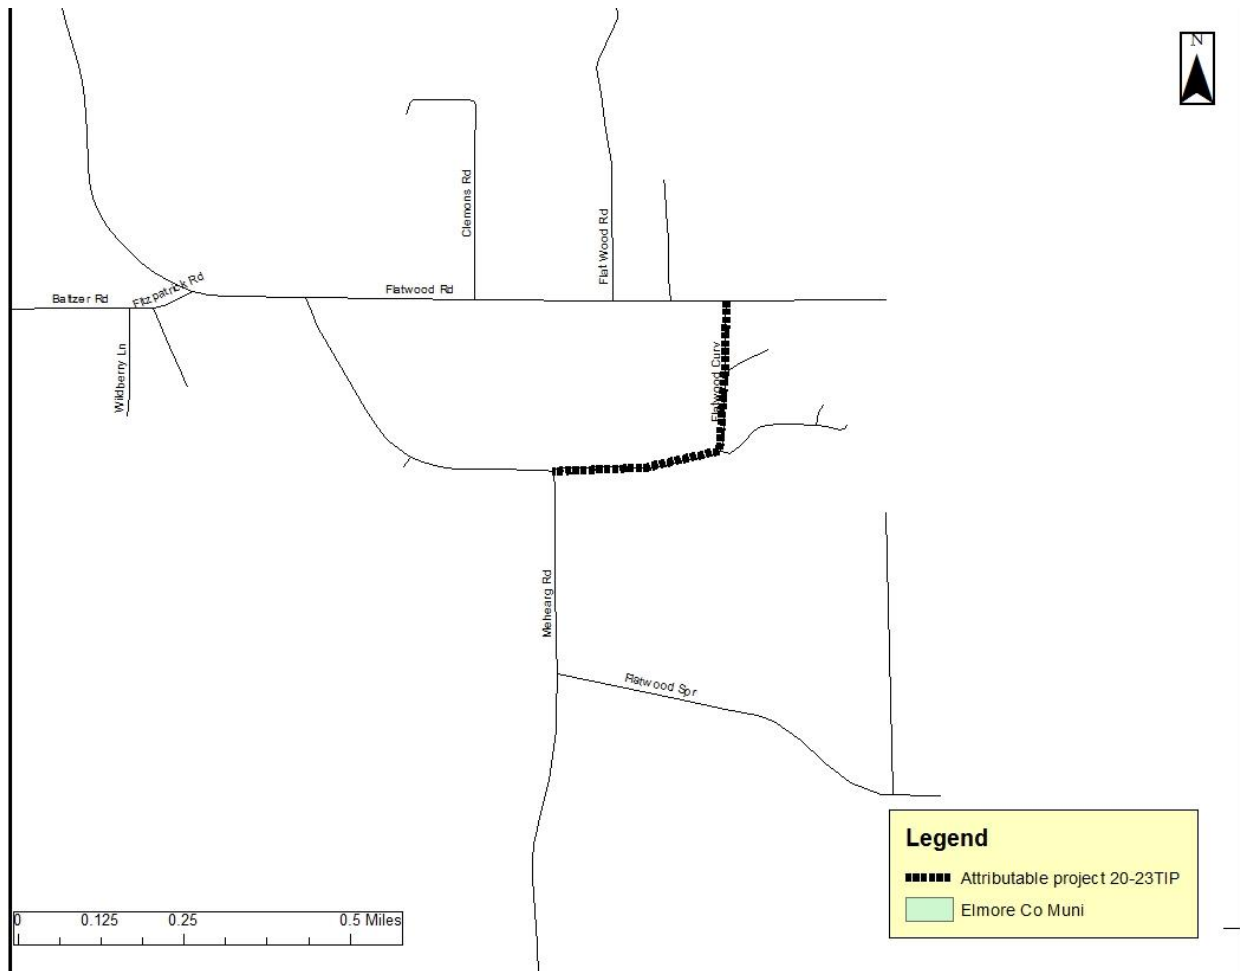 N
Clemons Rd
Flat Wood Rd
Fitzpatrick Rd
Baltzer Rd
Flatwood Rd
Wildberry Ln
Flatwood Curv
Mehearg Rd
Flatwood Spr
Legend
Attributable project 20-23TIP
Elmore Co Muni
0 0.125 0.25 0.5 Miles